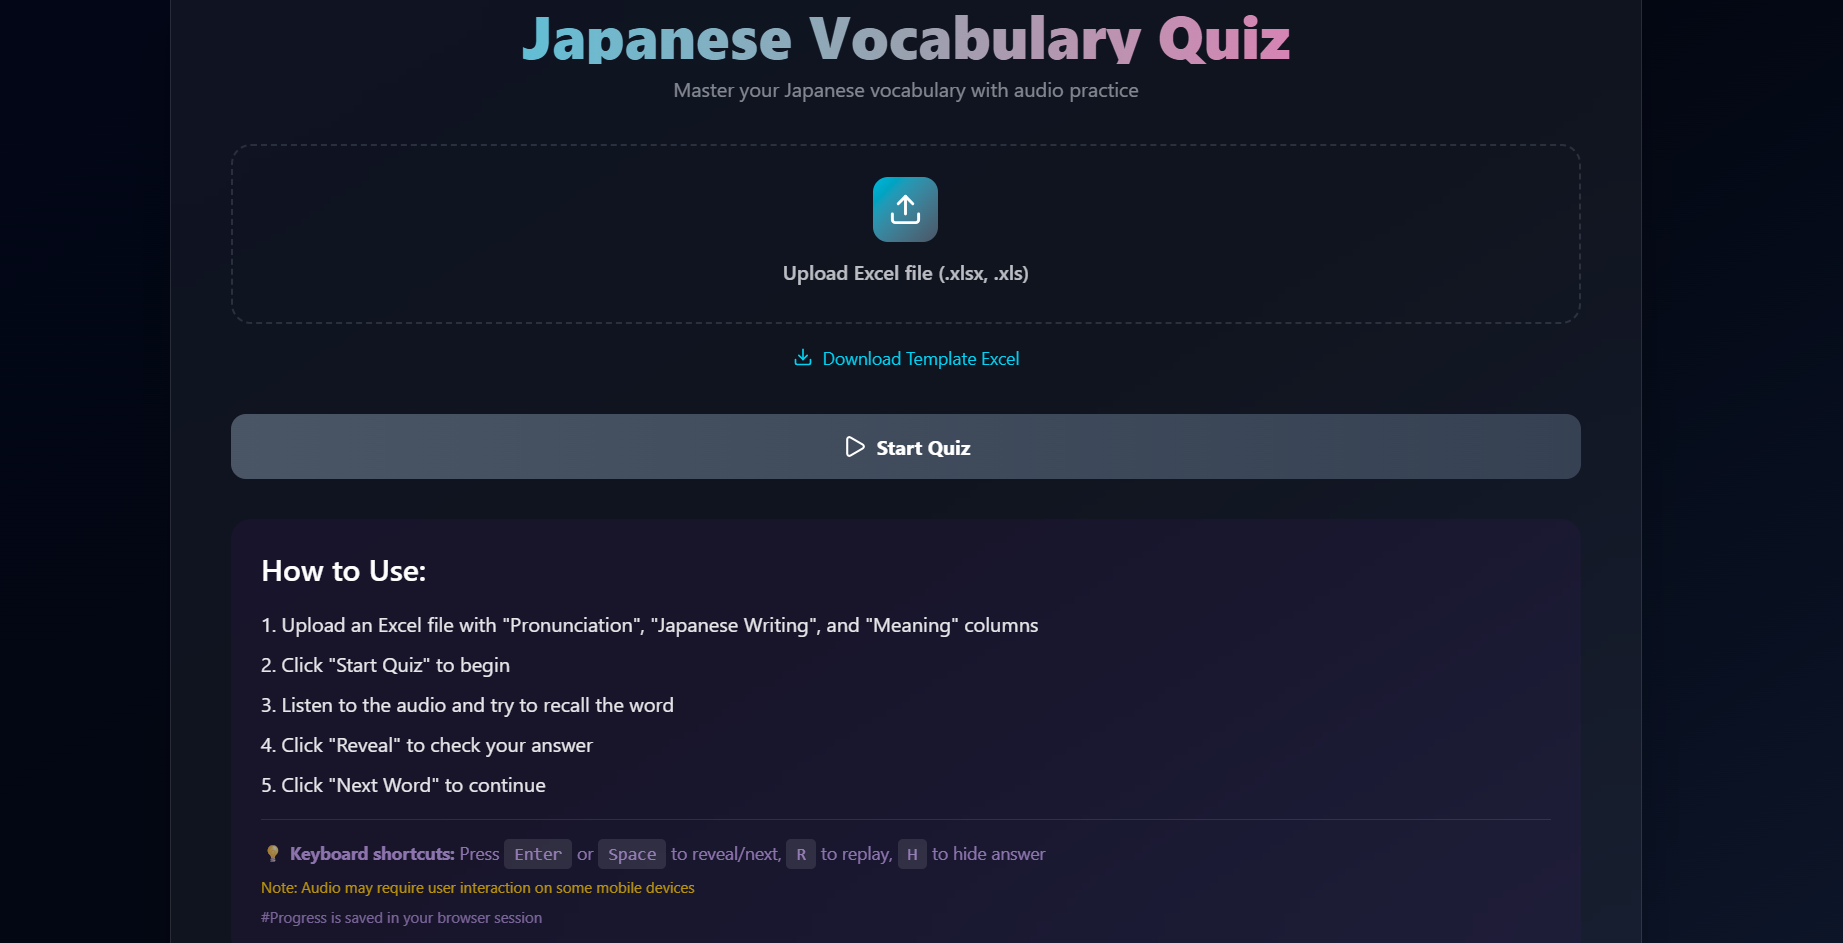 Japanese Vocabulary Quiz
Master your Japanese vocabulary with audio practice
Upload Excel file (.xlsx, .xls)
Download Template Excel
Start Quiz
How to Use:
1. Upload an Excel file with "Pronunciation", "Japanese Writing", and "Meaning" columns
2. Click "Start Quiz" to begin
3. Listen to the audio and try to recall the word
4. Click "Reveal" to check your answer
5. Click "Next Word" to continue
Keyboard shortcuts: Press Enter or Space to reveal/next, R to replay, H to hide answer
Note: Audio may require user interaction on some mobile devices
#Progress is saved in your browser session